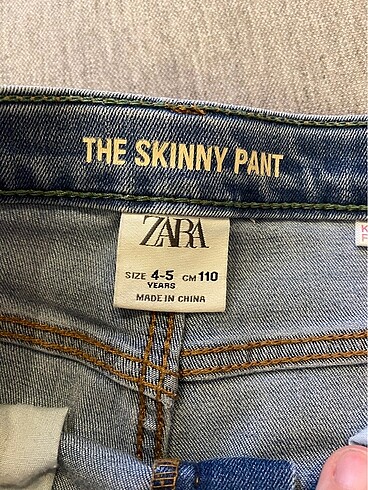 THE SKINNY PANT
ZARA
SIZE 4-5 CM 110
YEARS
MADE IN CHINA